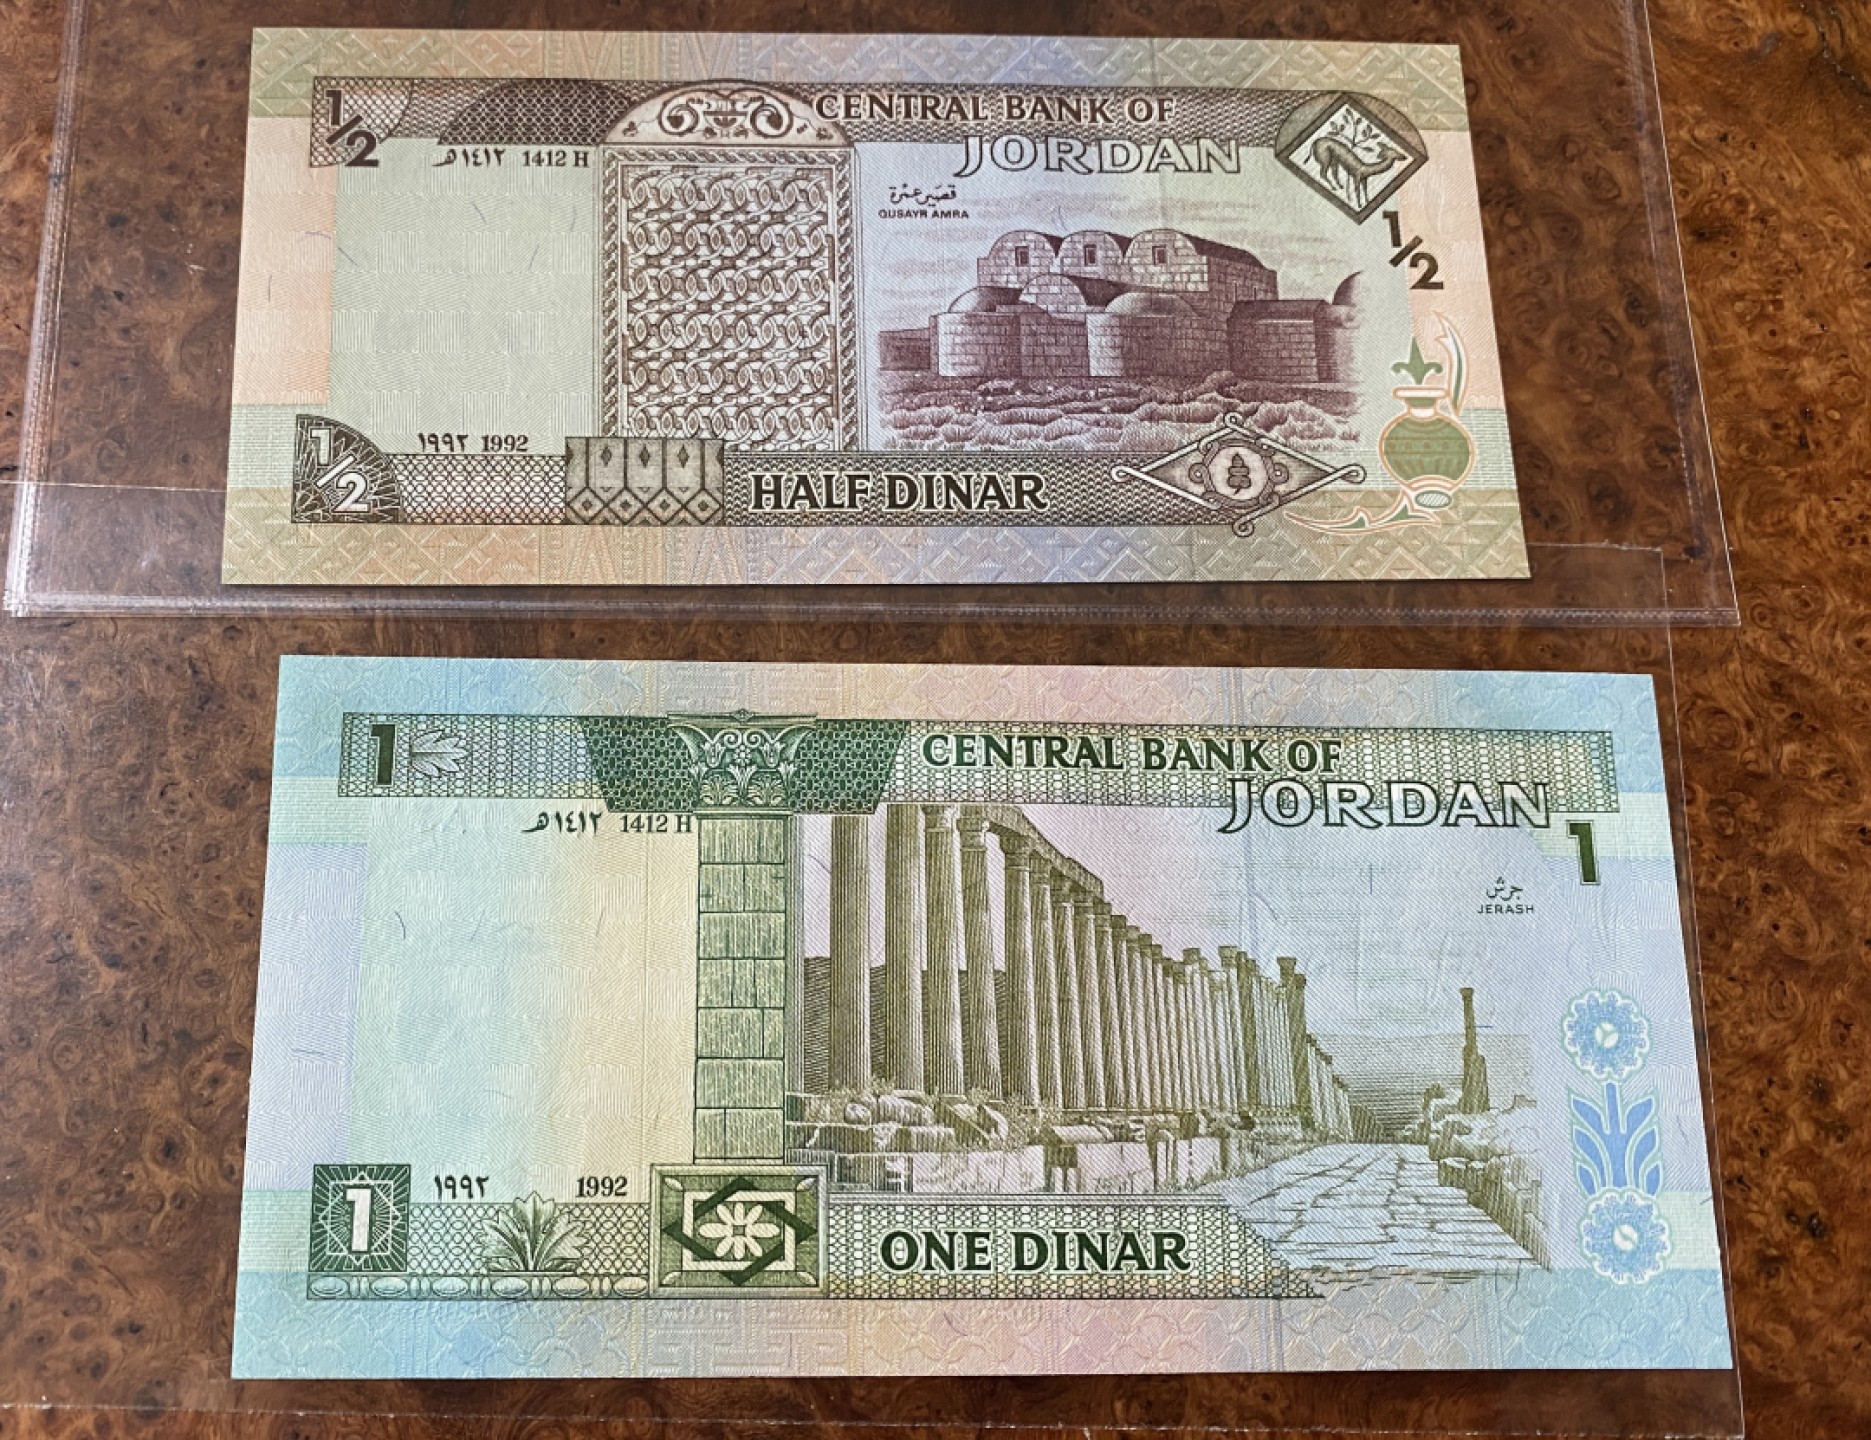 1/2
CENTRAL BANK OF
JORDAN
١٤١٢هـ 1412 H
قصير عمرة
QUSAYR AMRA
1/2
١٩٩٢ 1992
1/2
HALF DINAR
1
CENTRAL BANK OF
JORDAN
١٤١٢هـ 1412 H
1
جرش
JERASH
1
١٩٩٢ 1992
ONE DINAR